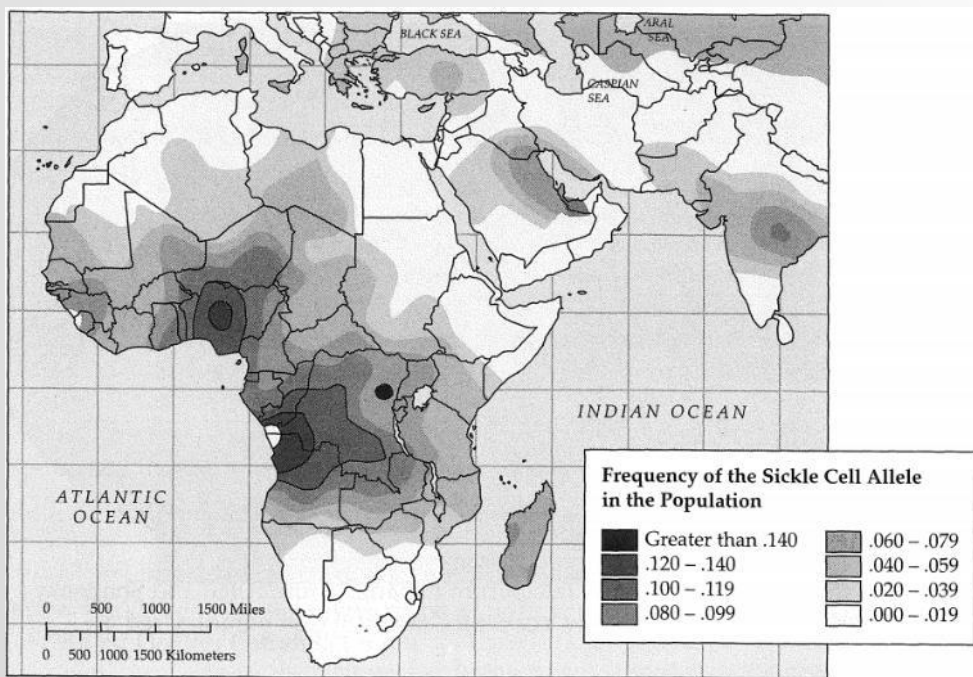 BLACK SEA
ARAL
SEA
CASPIAN
SEA
INDIAN OCEAN
ATLANTIC
OCEAN
Frequency of the Sickle Cell Allele
in the Population
Greater than .140
.120 – .140
.100 – .119
.080 – .099
.060 – .079
.040 – .059
.020 – .039
.000 – .019
0 500 1000 1500 Miles
0 500 1000 1500 Kilometers